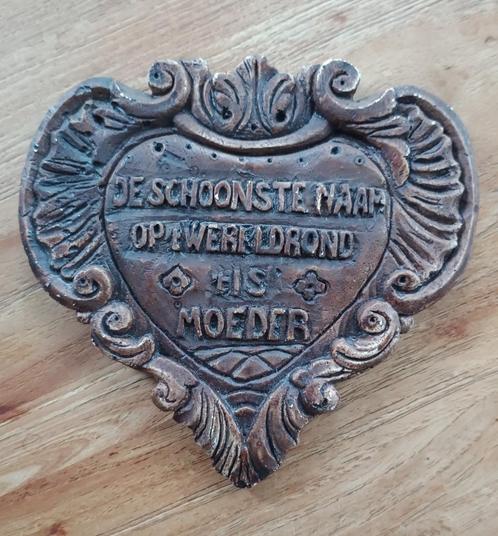 DE SCHOONSTE NAAM
OP 'T WERELDROND
IS
MOEDER